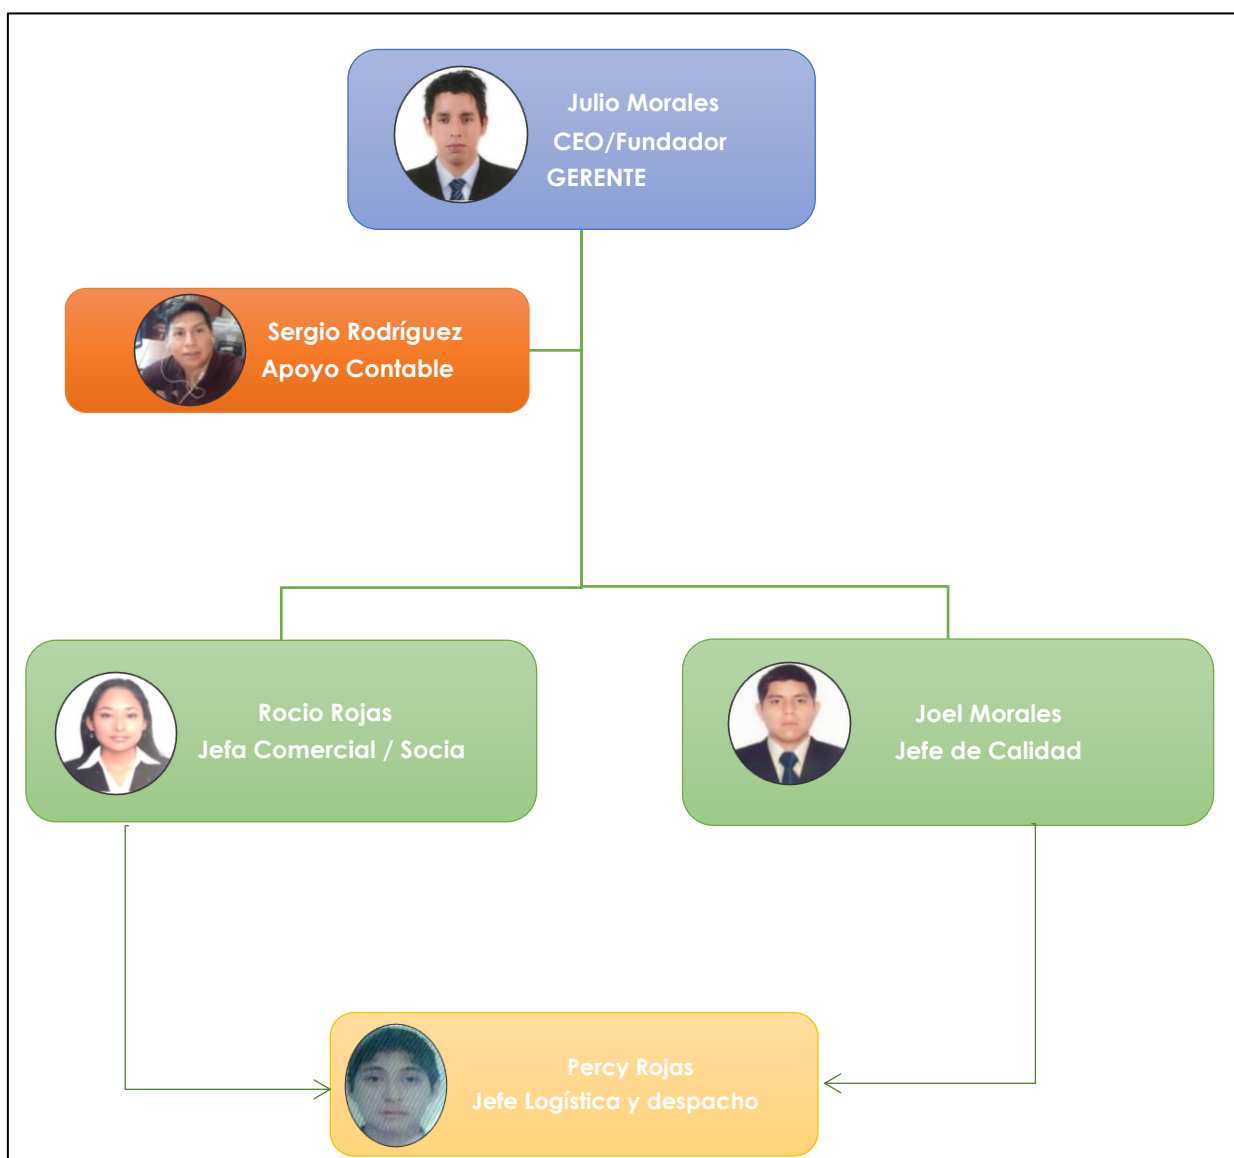 Julio Morales
CEO/Fundador
GERENTE
Sergio Rodríguez
Apoyo Contable
Rocio Rojas
Jefa Comercial / Socia
Joel Morales
Jefe de Calidad
Percy Rojas
Jefe Logística y despacho